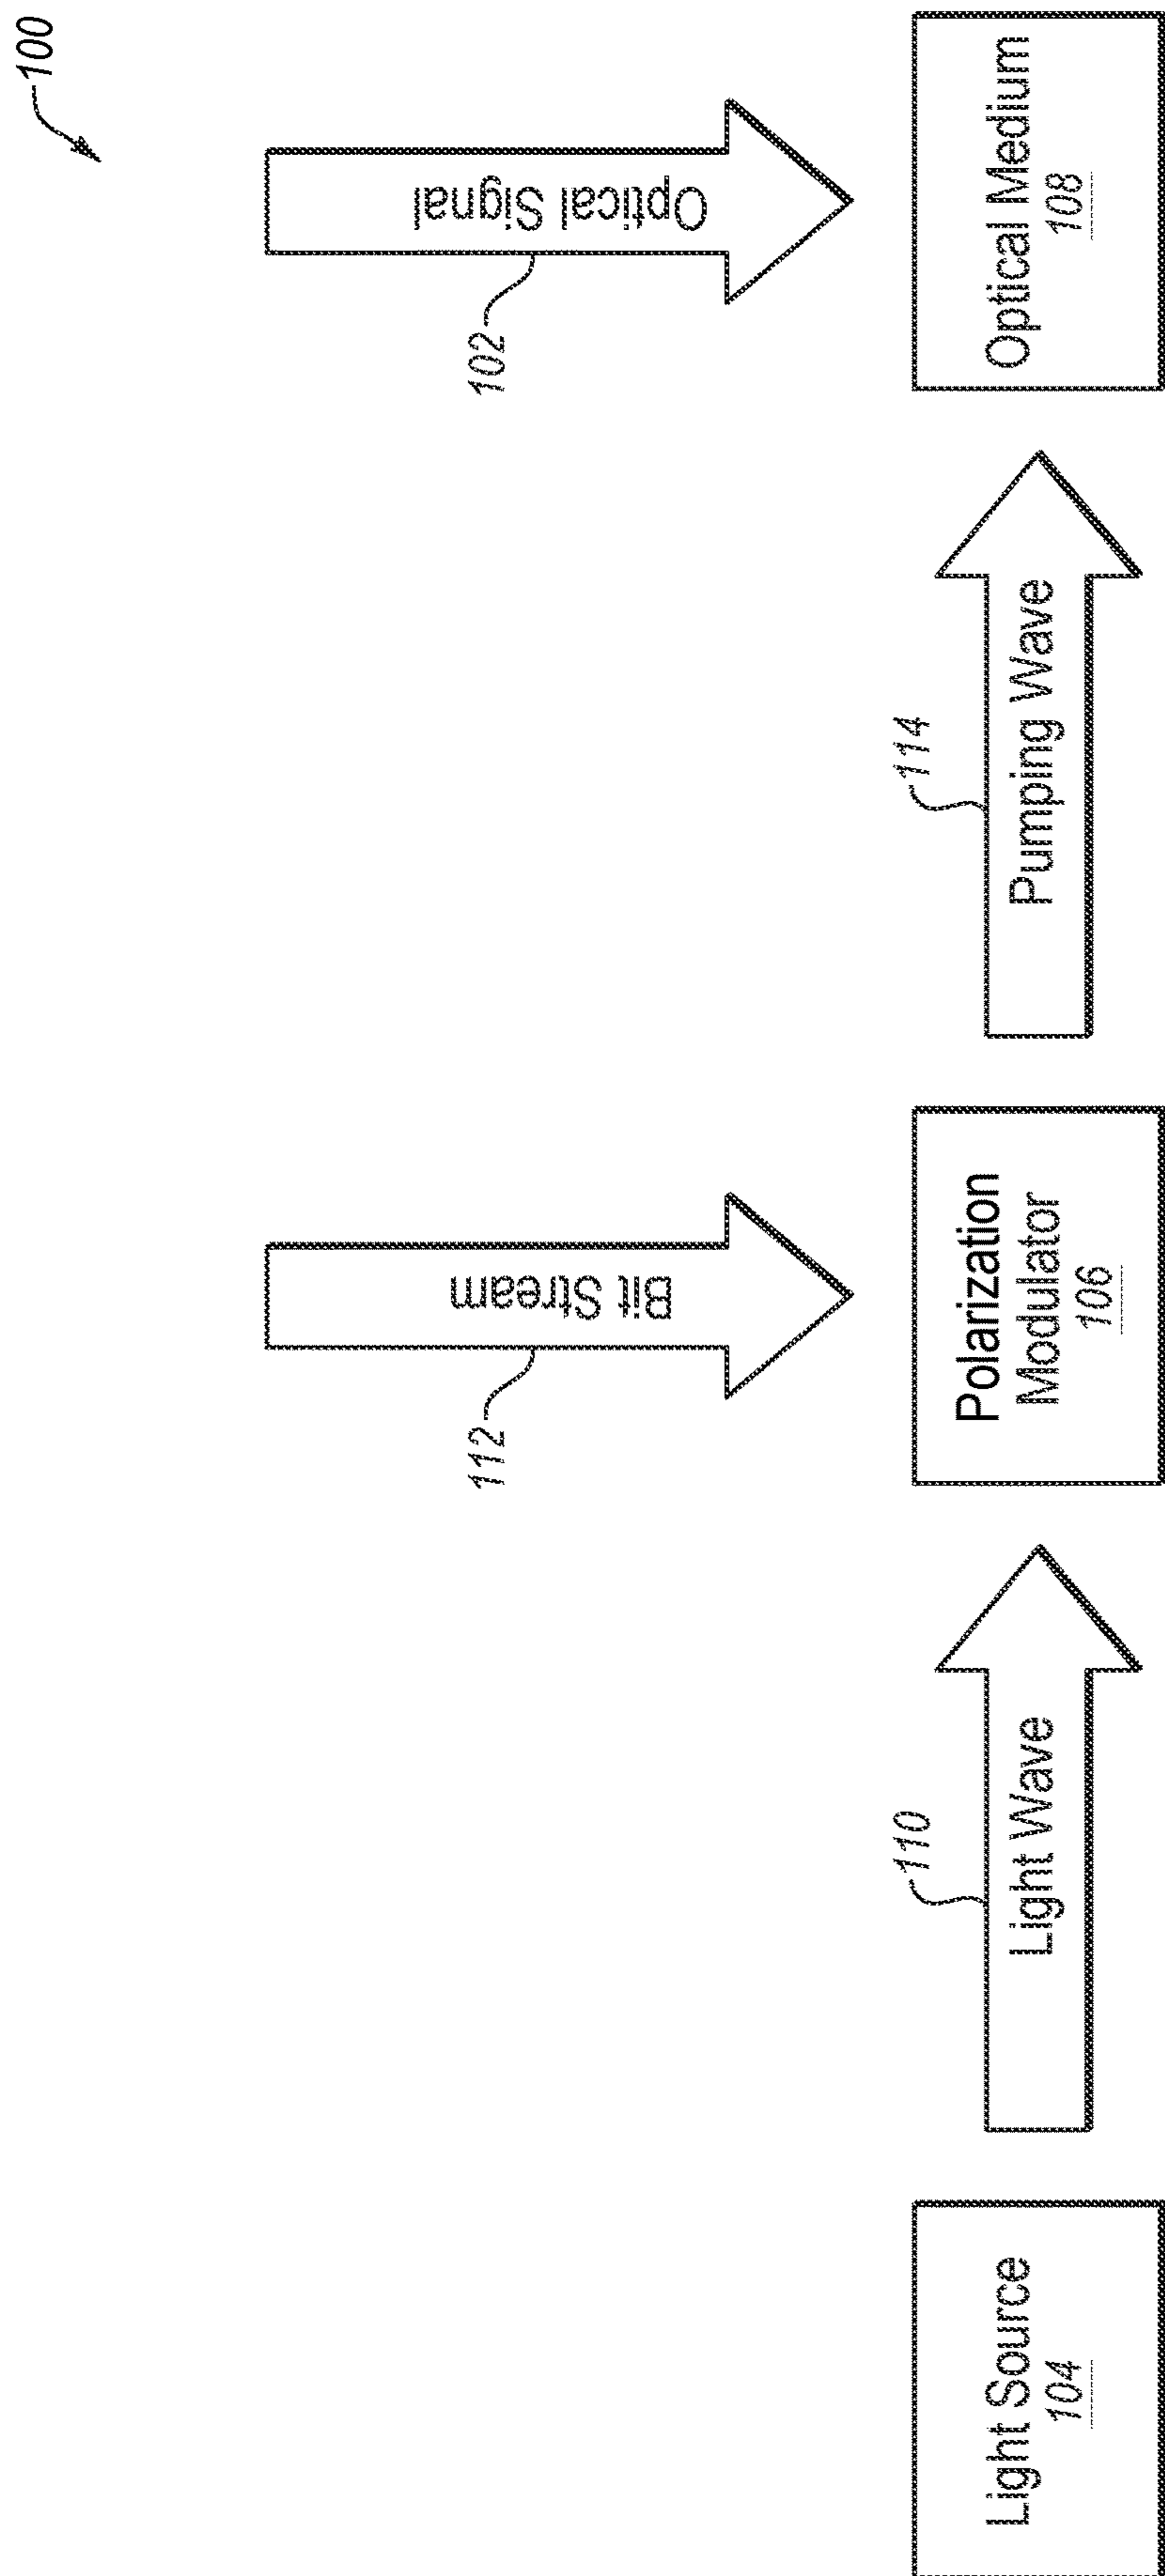 100
Optical Signal
102
Bit Stream
112
Light Source
104
Light Wave
110
Polarization
Modulator
106
Pumping Wave
114
Optical Medium
108